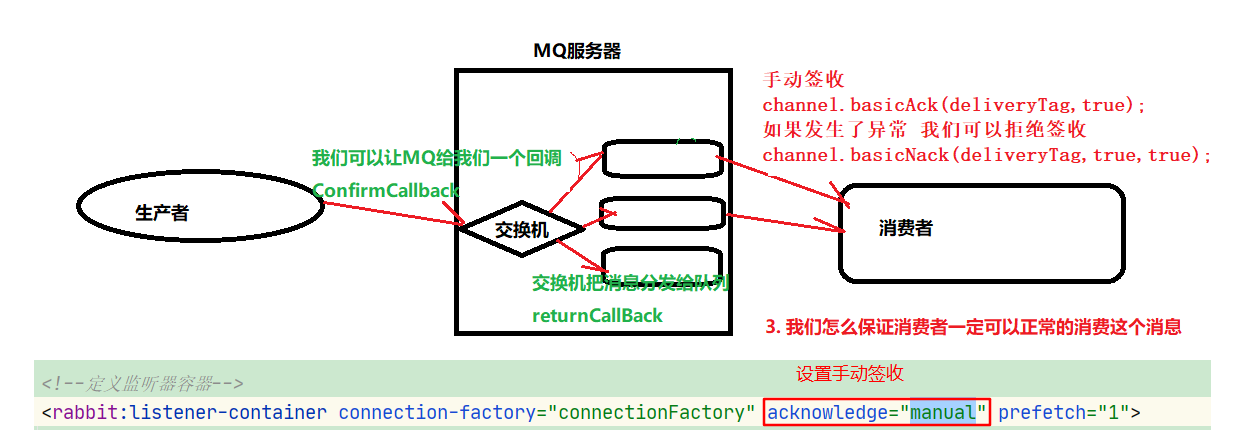 MQ服务器
手动签收
channel.basicAck(deliveryTag,true);
如果发生了异常 我们可以拒绝签收
channel.basicNack(deliveryTag,true,true);
我们可以让MQ给我们一个回调
ConfirmCallback
生产者
交换机
消费者
交换机把消息分发给队列
returnCallBack
3. 我们怎么保证消费者一定可以正常的消费这个消息
设置手动签收
<!--定义监听器容器-->
<rabbit:listener-container connection-factory="connectionFactory" acknowledge="manual" prefetch="1">